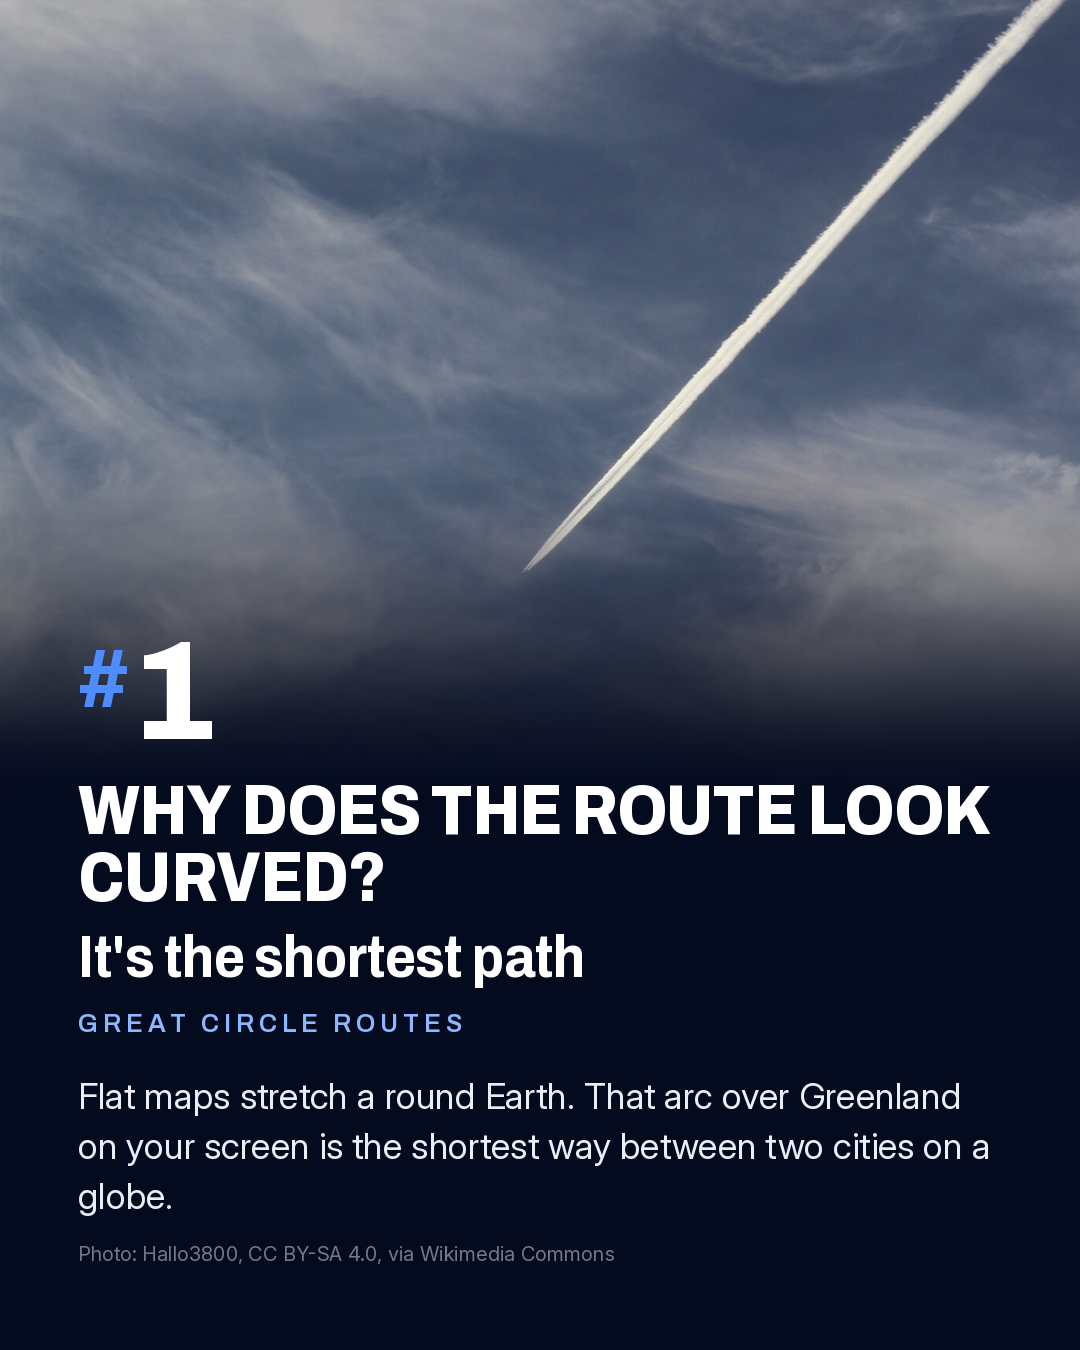 #1
WHY DOES THE ROUTE LOOK
CURVED?
It's the shortest path
GREAT CIRCLE ROUTES
Flat maps stretch a round Earth. That arc over Greenland
on your screen is the shortest way between two cities on a
globe.
Photo: Hallo3800, CC BY-SA 4.0, via Wikimedia Commons